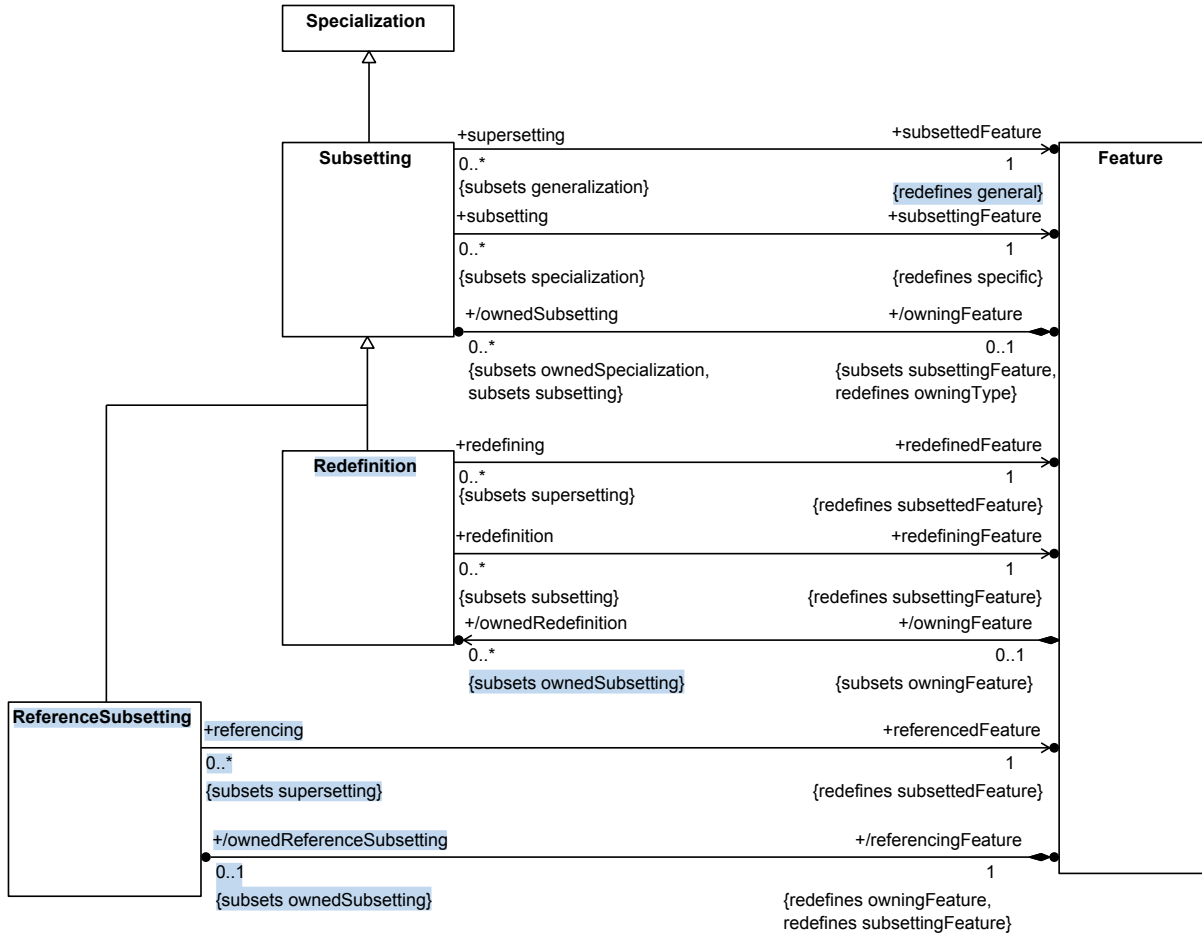 Specialization
+supersetting
+subsettedFeature
Subsetting
Feature
0..*
1
{subsets generalization}
{redefines general}
+subsetting
+subsettingFeature
0..*
1
{subsets specialization}
{redefines specific}
+/ownedSubsetting
+/owningFeature
0..*
0..1
{subsets ownedSpecialization,
subsets subsetting}
{subsets subsettingFeature,
redefines owningType}
+redefining
+redefinedFeature
Redefinition
0..*
1
{subsets supersetting}
{redefines subsettedFeature}
+redefinition
+redefiningFeature
0..*
1
{subsets subsetting}
{redefines subsettingFeature}
+/ownedRedefinition
+/owningFeature
0..*
0..1
{subsets ownedSubsetting}
{subsets owningFeature}
ReferenceSubsetting
+referencing
+referencedFeature
0..*
1
{subsets supersetting}
{redefines subsettedFeature}
+/ownedReferenceSubsetting
+/referencingFeature
0..1
1
{subsets ownedSubsetting}
{redefines owningFeature,
redefines subsettingFeature}